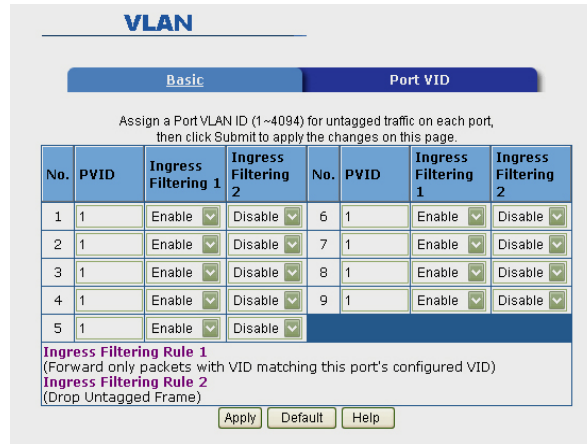 VLAN
Basic
Port VID
Assign a Port VLAN ID (1~4094) for untagged traffic on each port,
then click Submit to apply the changes on this page.
No. PVID Ingress Filtering 1 Ingress Filtering 2 No. PVID Ingress Filtering 1 Ingress Filtering 2
1 1 Enable Disable 6 1 Enable Disable
2 1 Enable Disable 7 1 Enable Disable
3 1 Enable Disable 8 1 Enable Disable
4 1 Enable Disable 9 1 Enable Disable
5 1 Enable Disable
Ingress Filtering Rule 1
(Forward only packets with VID matching this port's configured VID)
Ingress Filtering Rule 2
(Drop Untagged Frame)
Apply Default Help